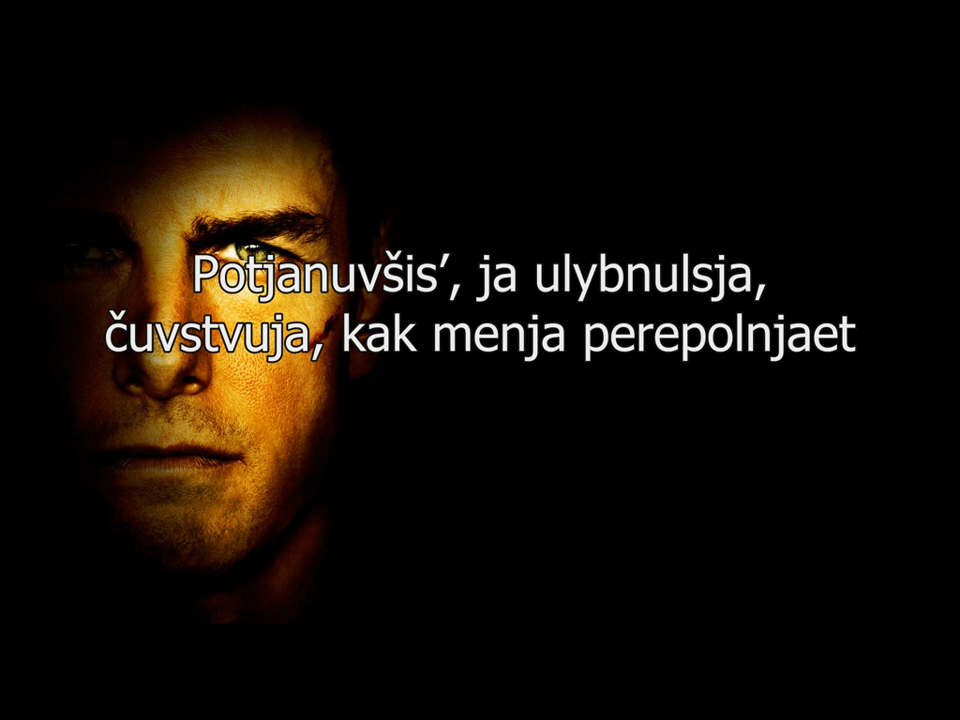 Potjanuvšis’, ja ulybnulsja,
čuvstvuja, kak menja perepolnjaet